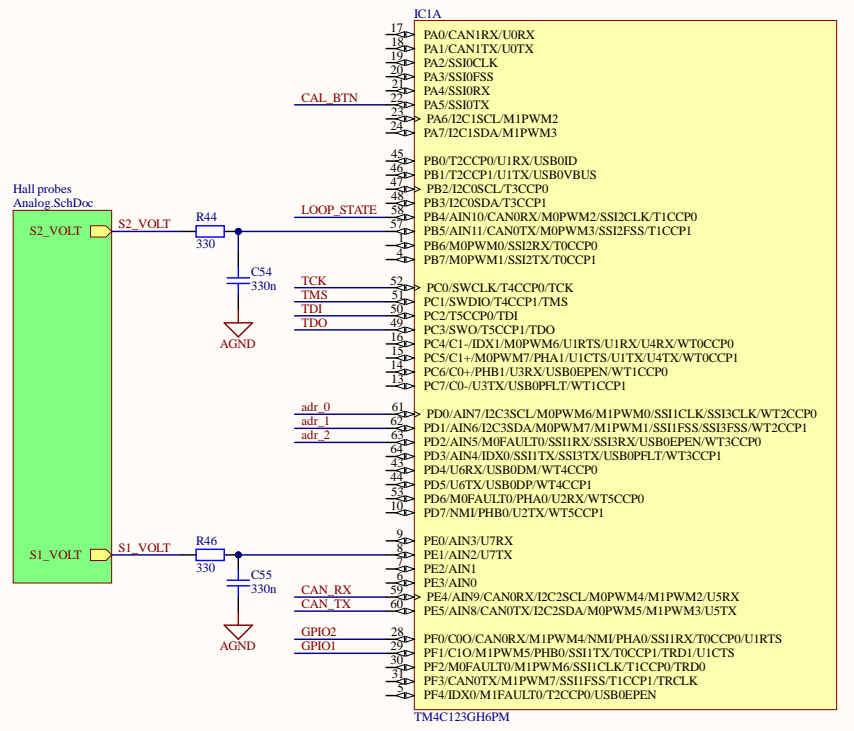 IC1A
17 PA0/CAN1RX/U0RX
18 PA1/CAN1TX/U0TX
19 PA2/SSI0CLK
20 PA3/SSI0FSS
21 PA4/SSI0RX
CAL_BTN 22 PA5/SSI0TX
23 PA6/I2C1SCL/M1PWM2
24 PA7/I2C1SDA/M1PWM3
45 PB0/T2CCP0/U1RX/USB0ID
46 PB1/T2CCP1/U1TX/USB0VBUS
47 PB2/I2C0SCL/T3CCP0
48 PB3/I2C0SDA/T3CCP1
LOOP_STATE 58 PB4/AIN10/CAN0RX/M0PWM2/SSI2CLK/T1CCP0
57 PB5/AIN11/CAN0TX/M0PWM3/SSI2FSS/T1CCP1
1 PB6/M0PWM0/SSI2RX/T0CCP0
4 PB7/M0PWM1/SSI2TX/T0CCP1
Hall probes
Analog.SchDoc
S2_VOLT S2_VOLT R44
330
C54
330n
AGND
TCK 52 PC0/SWCLK/T4CCP0/TCK
TMS 51 PC1/SWDIO/T4CCP1/TMS
TDI 50 PC2/T5CCP0/TDI
TDO 49 PC3/SWO/T5CCP1/TDO
16 PC4/C1-/IDX1/M0PWM6/U1RTS/U1RX/U4RX/WT0CCP0
15 PC5/C1+/M0PWM7/PHA1/U1CTS/U1TX/U4TX/WT0CCP1
14 PC6/C0+/PHB1/U3RX/USB0EPEN/WT1CCP0
13 PC7/C0-/U3TX/USB0PFLT/WT1CCP1
adr_0 61 PD0/AIN7/I2C3SCL/M0PWM6/M1PWM0/SSI1CLK/SSI3CLK/WT2CCP0
adr_1 62 PD1/AIN6/I2C3SDA/M0PWM7/M1PWM1/SSI1FSS/SSI3FSS/WT2CCP1
adr_2 63 PD2/AIN5/M0FAULT0/SSI1RX/SSI3RX/USB0EPEN/WT3CCP0
64 PD3/AIN4/IDX0/SSI1TX/SSI3TX/USB0PFLT/WT3CCP1
43 PD4/U6RX/USB0DM/WT4CCP0
44 PD5/U6TX/USB0DP/WT4CCP1
53 PD6/M0FAULT0/PHA0/U2RX/WT5CCP0
10 PD7/NMI/PHB0/U2TX/WT5CCP1
9 PE0/AIN3/U7RX
8 PE1/AIN2/U7TX
7 PE2/AIN1
6 PE3/AIN0
S1_VOLT S1_VOLT R46
330
C55
330n
AGND
CAN_RX 59 PE4/AIN9/CAN0RX/I2C2SCL/M0PWM4/M1PWM2/U5RX
CAN_TX 60 PE5/AIN8/CAN0TX/I2C2SDA/M0PWM5/M1PWM3/U5TX
GPIO2 28 PF0/C0O/CAN0RX/M1PWM4/NMI/PHA0/SSI1RX/T0CCP0/U1RTS
GPIO1 29 PF1/C1O/M1PWM5/PHB0/SSI1TX/T0CCP1/TRD1/U1CTS
30 PF2/M0FAULT0/M1PWM6/SSI1CLK/T1CCP0/TRD0
31 PF3/CAN0TX/M1PWM7/SSI1FSS/T1CCP1/TRCLK
5 PF4/IDX0/M1FAULT0/T2CCP0/USB0EPEN
TM4C123GH6PM